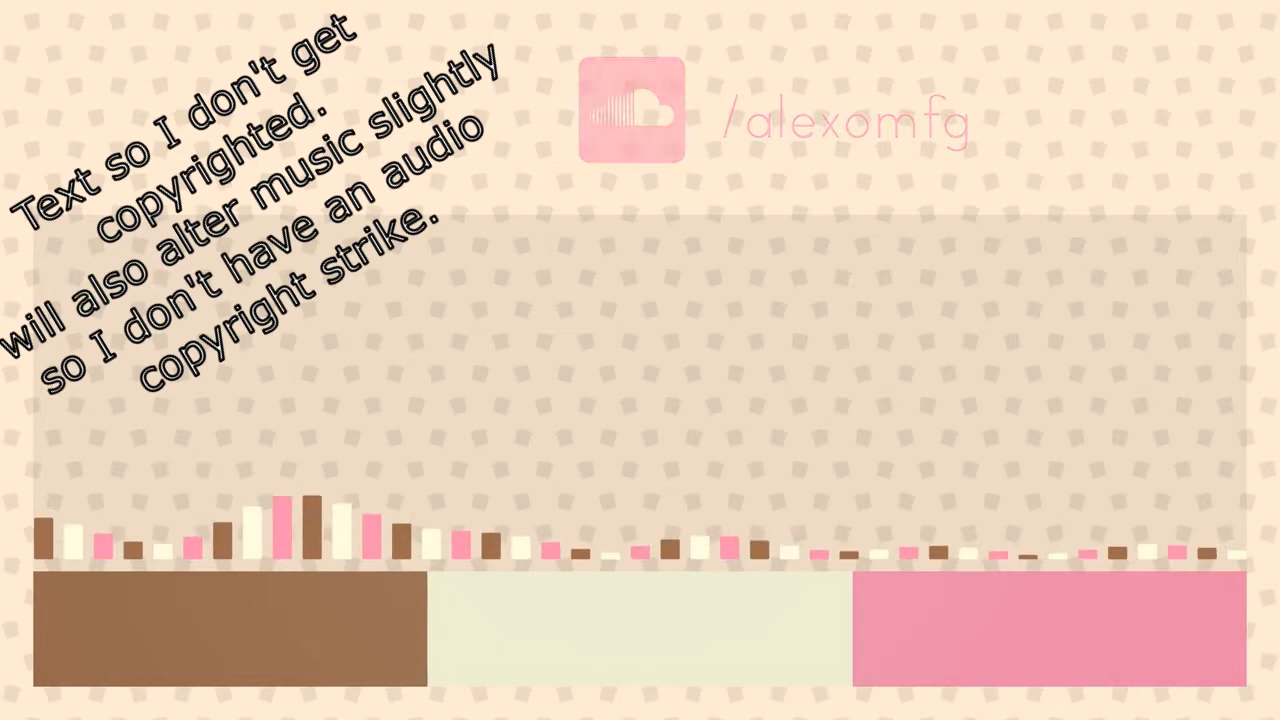 Text so I don't get
copyrighted.
will also alter music slightly
so I don't have an audio
copyright strike.
/alexomfg